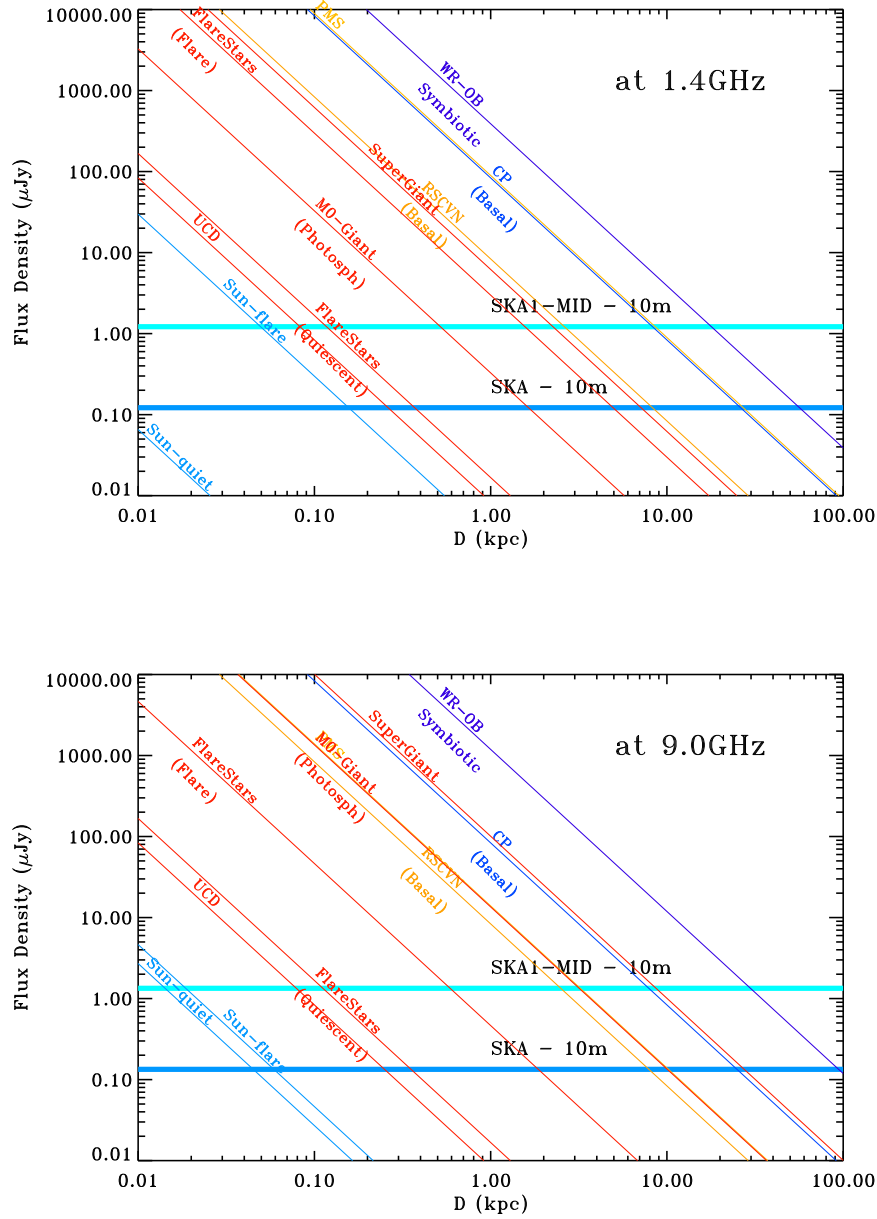 10000.00
1000.00
100.00
10.00
1.00
0.10
0.01
Flux Density (μJy)
at 1.4GHz
PMS
FlareStars
(Flare)
WR-OB
Symbiotic
SuperGiant
CP
(Basal)
RSCVN
(Basal)
M0-Giant
(Photosph)
UCD
Sun-flare
FlareStars
(Quiescent)
Sun-quiet
SKA1-MID - 10m
SKA - 10m
0.01 0.10 1.00 10.00 100.00
D (kpc)
10000.00
1000.00
100.00
10.00
1.00
0.10
0.01
Flux Density (μJy)
at 9.0GHz
WR-OB
Symbiotic
SuperGiant
PMS
M0-Giant
(Photosph)
FlareStars
(Flare)
CP
(Basal)
RSCVN
(Basal)
UCD
Sun-quiet
Sun-flare
FlareStars
(Quiescent)
SKA1-MID - 10m
SKA - 10m
0.01 0.10 1.00 10.00 100.00
D (kpc)